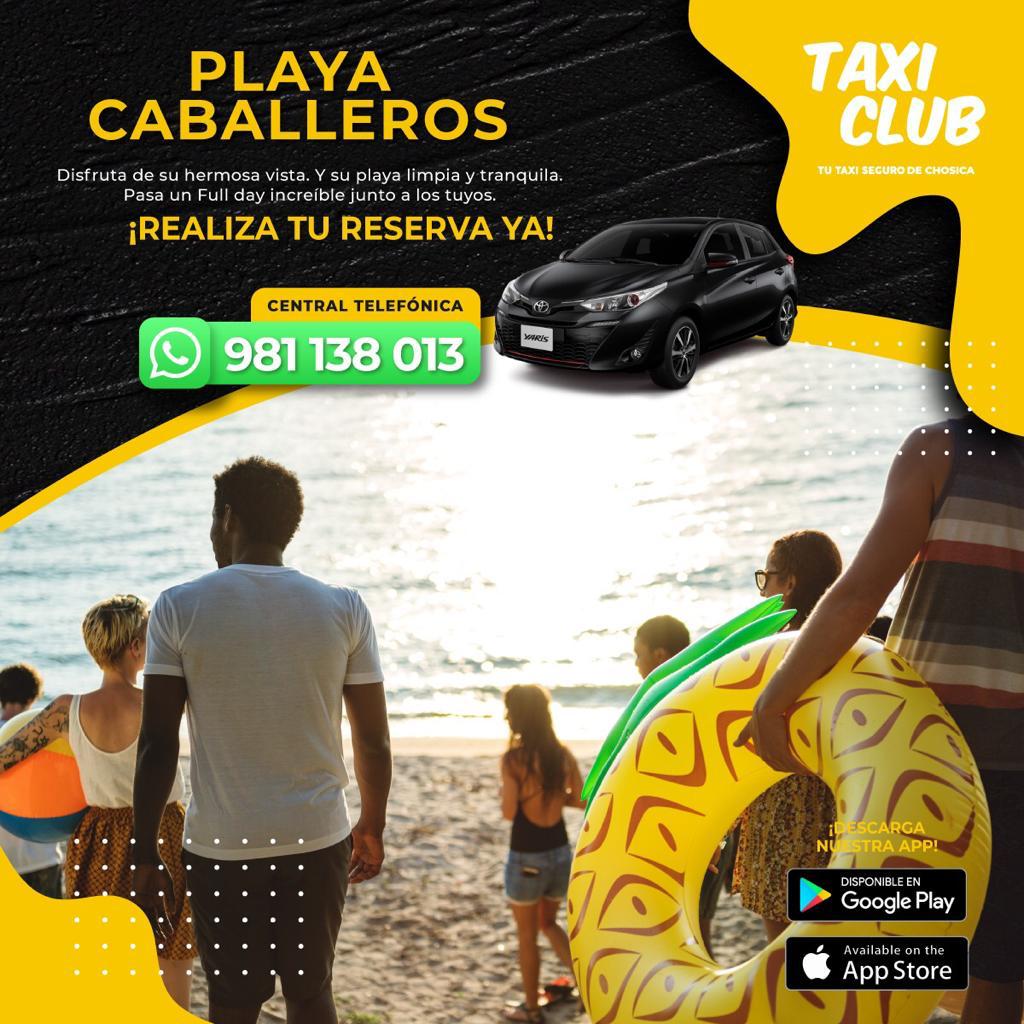 PLAYA
CABALLEROS
Disfruta de su hermosa vista. Y su playa limpia y tranquila.
Pasa un Full day increíble junto a los tuyos.
¡REALIZA TU RESERVA YA!
CENTRAL TELEFÓNICA
981 138 013
TAXI
CLUB
TU TAXI SEGURO DE CHOSICA
YARIS
¡DESCARGA
NUESTRA APP!
DISPONIBLE EN
Google Play
Available on the
App Store